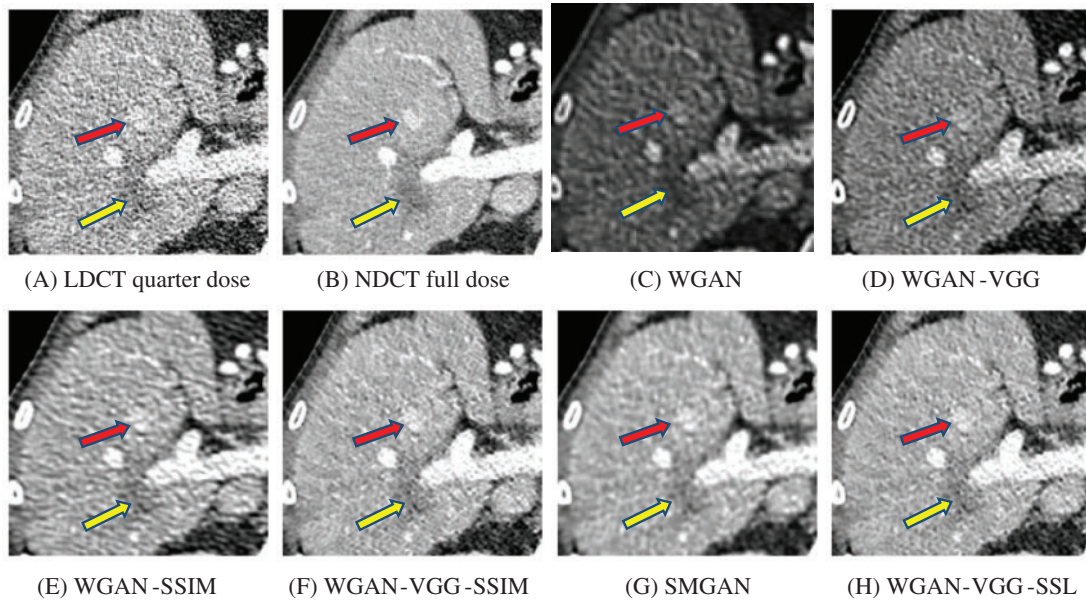 (A) LDCT quarter dose
(B) NDCT full dose
(C) WGAN
(D) WGAN-VGG
(E) WGAN-SSIM
(F) WGAN-VGG-SSIM
(G) SMGAN
(H) WGAN-VGG-SSL